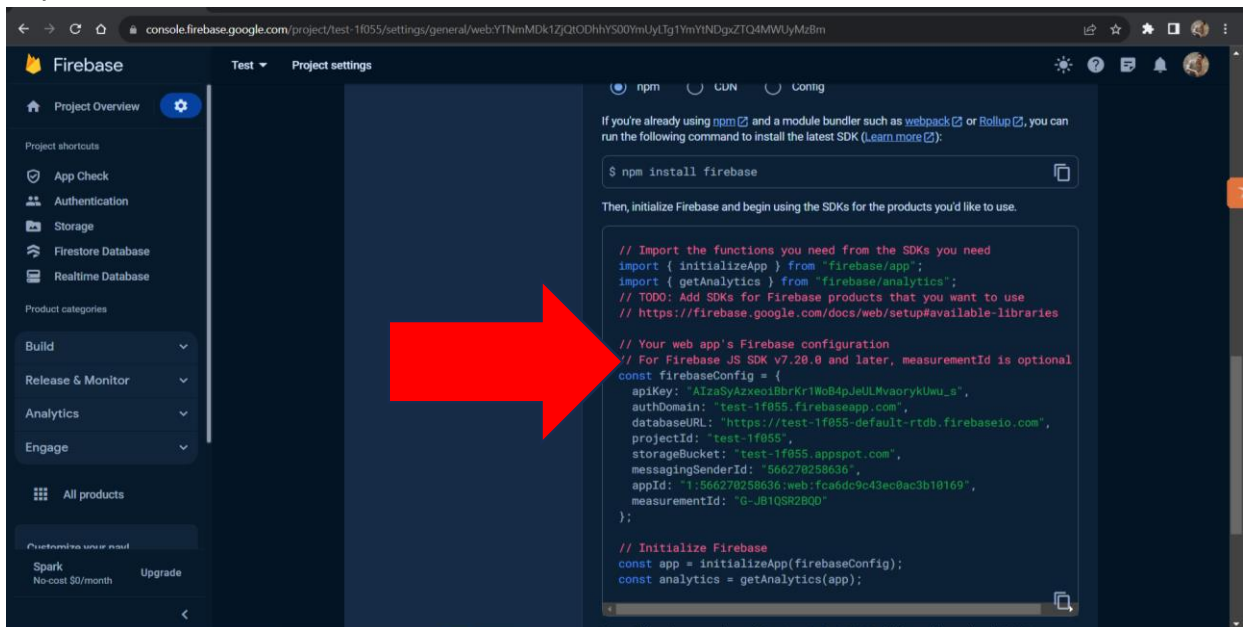 console.firebase.google.com/project/test-1f055/settings/general/web:YTNmMDk1ZjQtODhhYS00YmUyLTg1YmYtNDgxZTQ4MWUyMzBm
Firebase
Test
Project settings
Project Overview
Project shortcuts
App Check
Authentication
Storage
Firestore Database
Realtime Database
Product categories
Build
Release & Monitor
Analytics
Engage
All products
Customize your nav!
Spark
No-cost $0/month
Upgrade
npm CDN Config
If you're already using npm and a module bundler such as webpack or Rollup, you can
run the following command to install the latest SDK (Learn more):
$ npm install firebase
Then, initialize Firebase and begin using the SDKs for the products you'd like to use.
// Import the functions you need from the SDKs you need
import { initializeApp } from "firebase/app";
import { getAnalytics } from "firebase/analytics";
// TODO: Add SDKs for Firebase products that you want to use
// https://firebase.google.com/docs/web/setup#available-libraries
// Your web app's Firebase configuration
// For Firebase JS SDK v7.20.0 and later, measurementId is optional
const firebaseConfig = {
apiKey: "AIzaSyAzxeoiBbrKr1WoB4pJeULMvaorykUwu_s",
authDomain: "test-1f055.firebaseapp.com",
databaseURL: "https://test-1f055-default-rtdb.firebaseio.com",
projectId: "test-1f055",
storageBucket: "test-1f055.appspot.com",
messagingSenderId: "566270258636",
appId: "1:566270258636:web:fca6dc9c43ec0ac3b10169",
measurementId: "G-JB1QSR2BQD"
};
// Initialize Firebase
const app = initializeApp(firebaseConfig);
const analytics = getAnalytics(app);